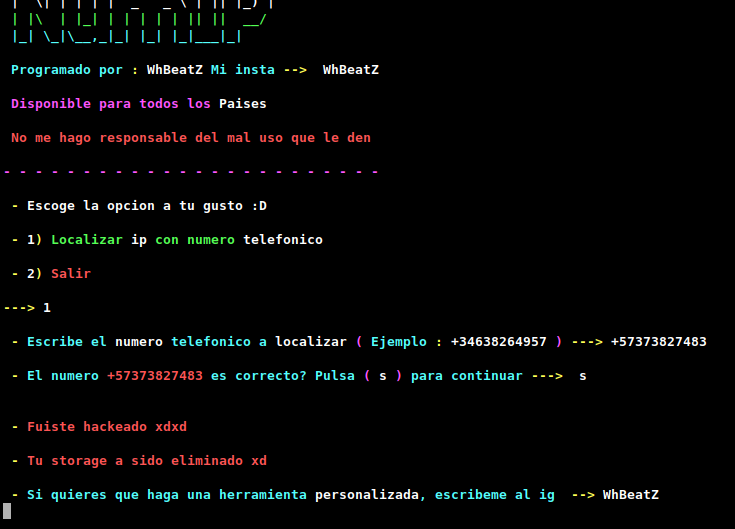 Programado por : WhBeatZ Mi insta --> WhBeatZ
Disponible para todos los Paises
No me hago responsable del mal uso que le den
- - - - - - - - - - - - - - - - - - - - - - - -
- Escoge la opcion a tu gusto :D
- 1) Localizar ip con numero telefonico
- 2) Salir
---> 1
- Escribe el numero telefonico a localizar ( Ejemplo : +34638264957 ) ---> +57373827483
- El numero +57373827483 es correcto? Pulsa ( s ) para continuar ---> s
- Fuiste hackeado xdxd
- Tu storage a sido eliminado xd
- Si quieres que haga una herramienta personalizada, escribeme al ig --> WhBeatZ